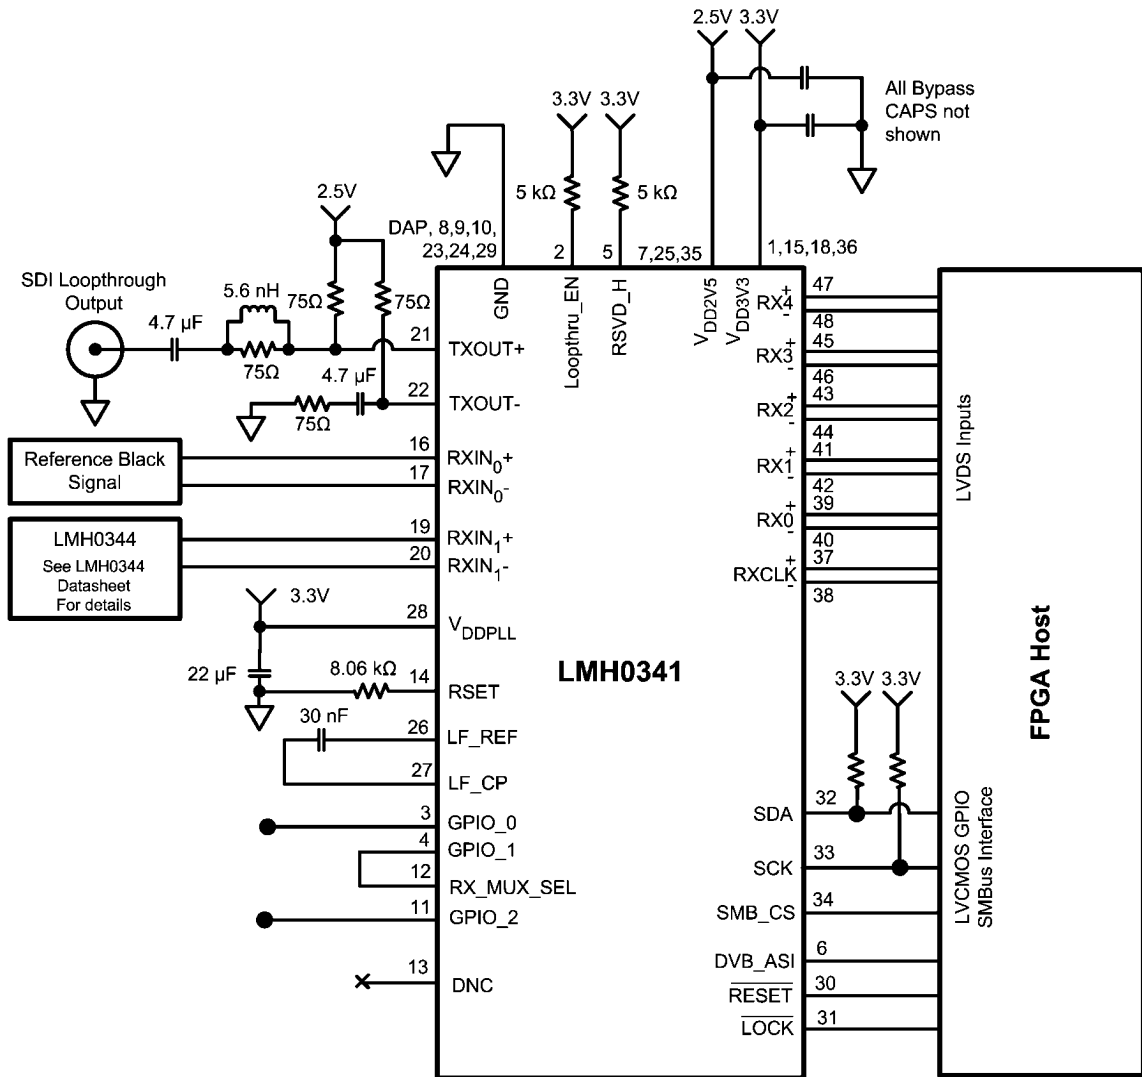 2.5V 3.3V
All Bypass
CAPS not
shown
3.3V 3.3V
5 kΩ
5 kΩ
2.5V
DAP, 8,9,10,
23,24,29
2
5
7,25,35
1,15,18,36
SDI Loopthrough
Output
5.6 nH
75Ω
75Ω
4.7 µF
75Ω
21
TXOUT+
4.7 µF
75Ω
22
TXOUT-
GND
Loopthru_EN
RSVD_H
VDD2V5
VDD3V3
Reference Black
Signal
16
RXIN0+
17
RXIN0-
LMH0344
See LMH0344
Datasheet
For details
19
RXIN1+
20
RXIN1-
3.3V
28
VDDPLL
22 µF
8.06 kΩ
14
RSET
30 nF
26
LF_REF
27
LF_CP
3
GPIO_0
4
GPIO_1
12
RX_MUX_SEL
11
GPIO_2
13
DNC
LMH0341
RX4
+
-
47
48
RX3
+
-
45
46
RX2
+
-
43
44
RX1
+
-
41
42
RX0
+
-
39
40
RXCLK
+
-
37
38
LVDS Inputs
3.3V 3.3V
SDA
32
SCK
33
SMB_CS
34
DVB_ASI
6
RESET
30
LOCK
31
LVCMOS GPIO
SMBus Interface
FPGA Host